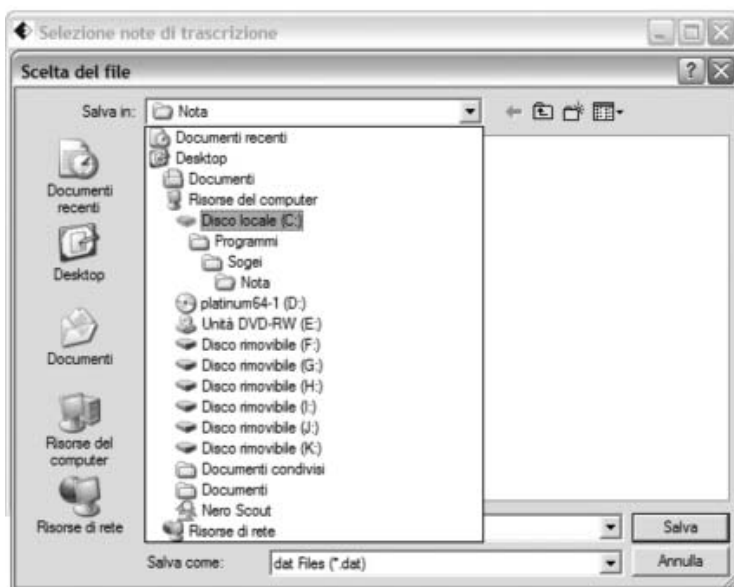 Selezione note di trascrizione
Scelta del file
Salva in: Nota
Documenti recenti
Desktop
Documenti
Risorse del computer
Disco locale (C:)
Programmi
Sogei
Nota
platinum64-1 (D:)
Unità DVD-RW (E:)
Disco rimovibile (F:)
Disco rimovibile (G:)
Disco rimovibile (H:)
Disco rimovibile (I:)
Disco rimovibile (J:)
Disco rimovibile (K:)
Documenti condivisi
Documenti
Nero Scout
Risorse di rete
Documenti
recenti
Desktop
Documenti
Risorse del
computer
Risorse di rete
Salva
Salva come: dat Files (*.dat)
Annulla